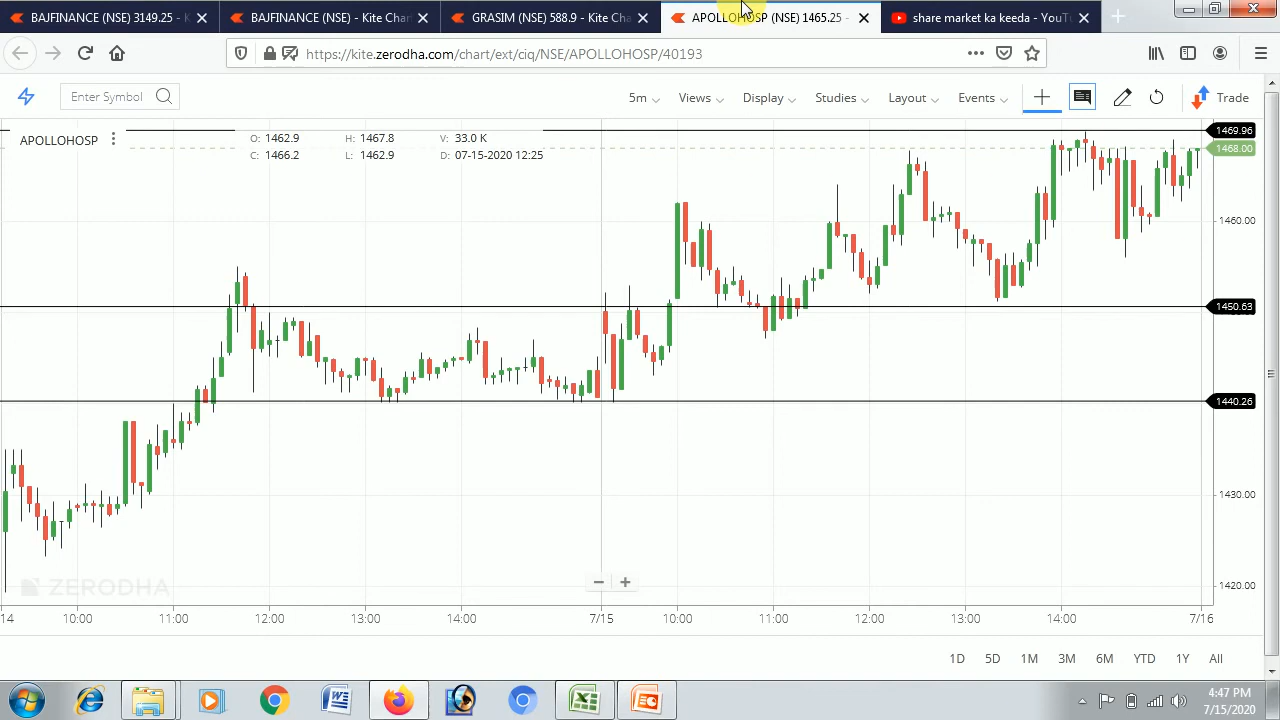 BAJFINANCE (NSE) 3149.25 - K
BAJFINANCE (NSE) - Kite Char
GRASIM (NSE) 588.9 - Kite Cha
APOLLOHOSP (NSE) 1465.25 -
share market ka keeda - YouTu
https://kite.zerodha.com/chart/ext/ciq/NSE/APOLLOHOSP/40193
Enter Symbol
5m
Views
Display
Studies
Layout
Events
Trade
APOLLOHOSP
O: 1462.9 H: 1467.8 V: 33.0 K
C: 1466.2 L: 1462.9 D: 07-15-2020 12:25
1469.96
1468.00
1460.00
1450.63
1440.26
1430.00
1420.00
ZERODHA
14 10:00 11:00 12:00 13:00 14:00 7/15 10:00 11:00 12:00 13:00 14:00 7/16
1D 5D 1M 3M 6M YTD 1Y All
4:47 PM
7/15/2020